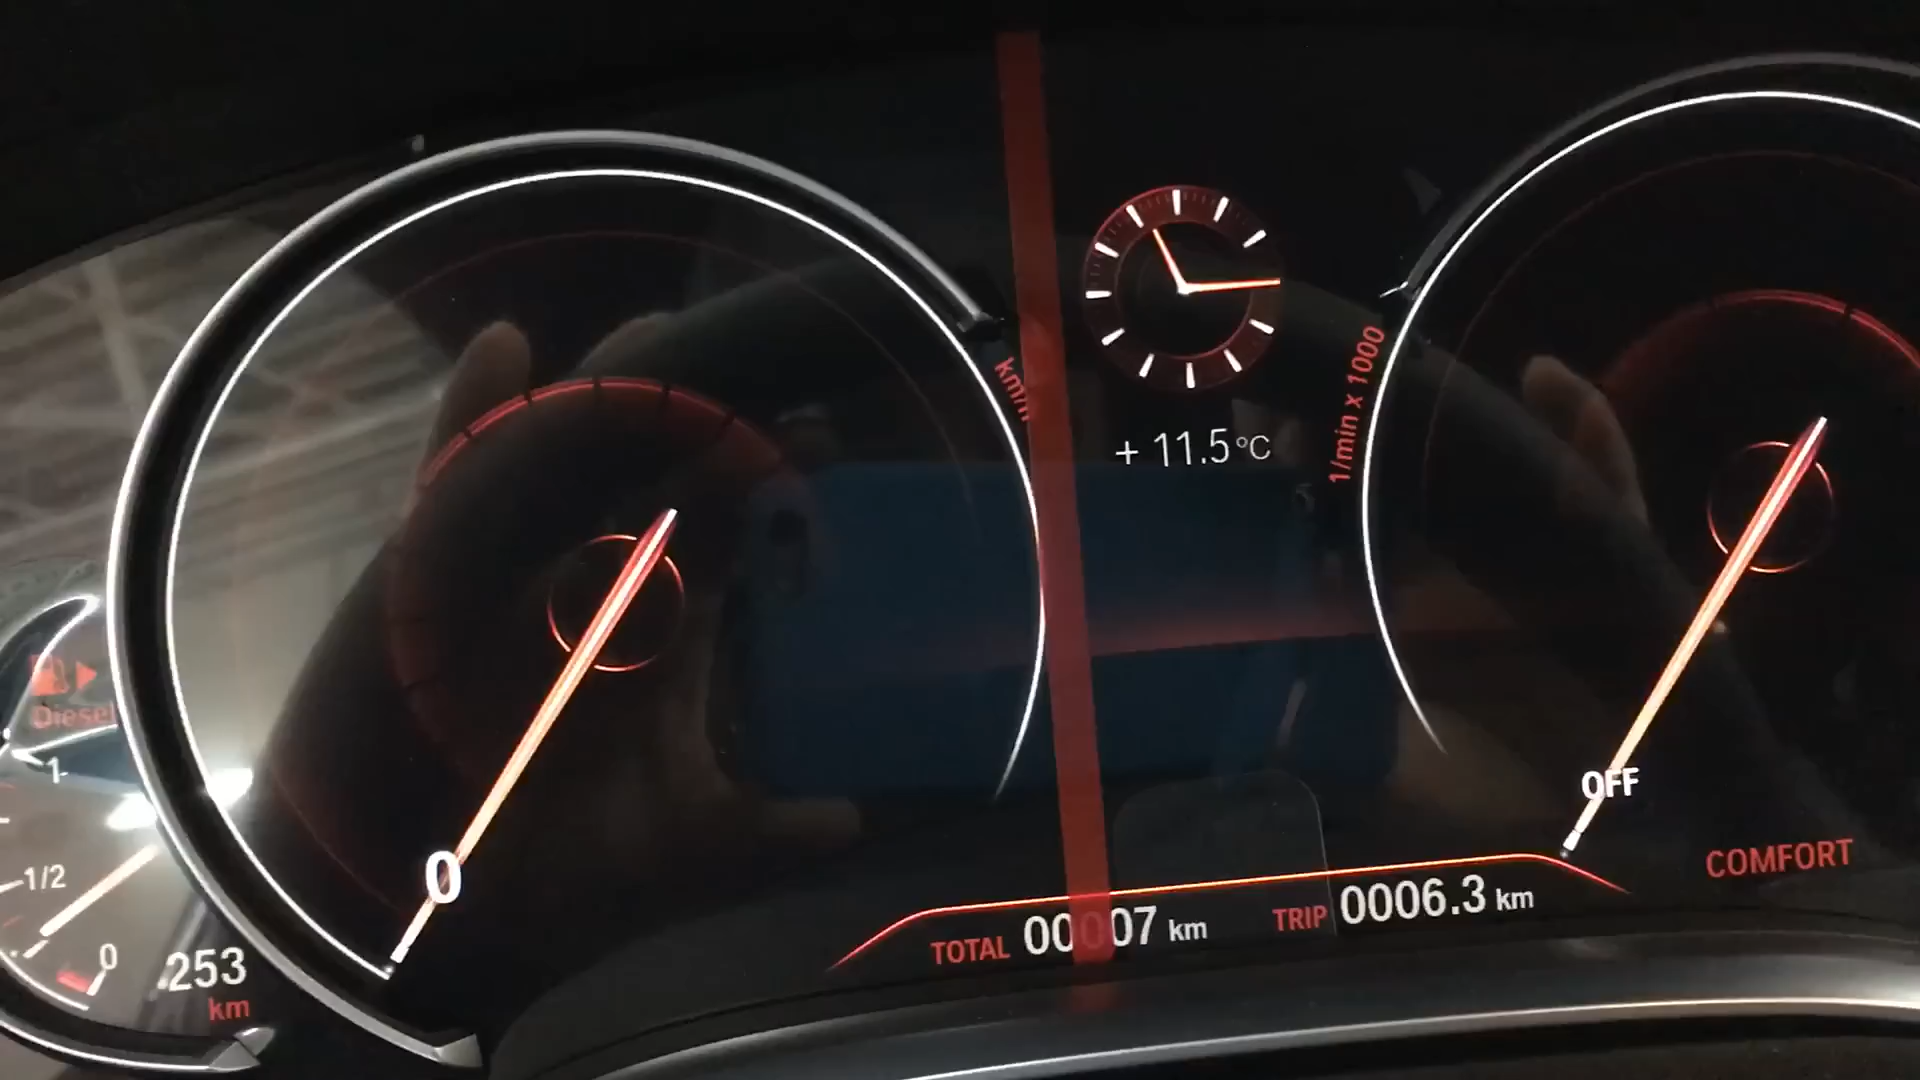 km/h
1/min x 1000
+ 11.5 °C
Diesel
1
1/2
0
253
km
0
OFF
COMFORT
TOTAL 00007 km
TRIP 0006.3 km